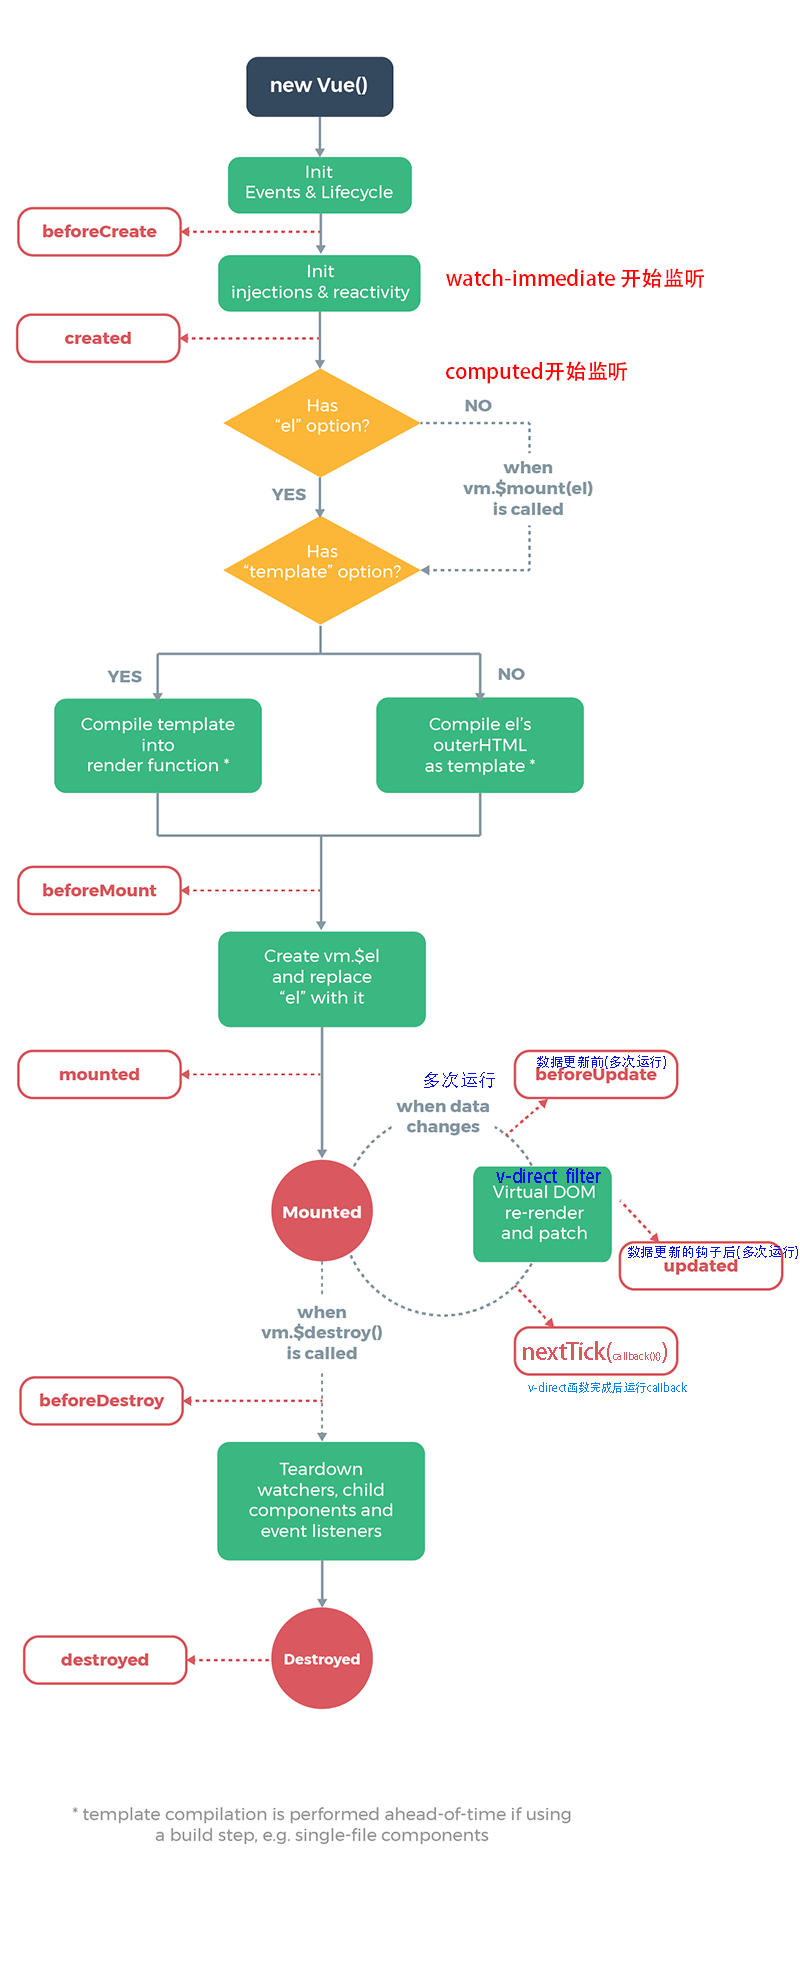 new Vue()
Init
Events & Lifecycle
beforeCreate
Init
injections & reactivity
watch-immediate 开始监听
created
computed开始监听
Has
“el” option?
NO
when
vm.$mount(el)
is called
YES
Has
“template” option?
YES
NO
Compile template
into
render function *
Compile el’s
outerHTML
as template *
beforeMount
Create vm.$el
and replace
“el” with it
mounted
多次运行
when data
changes
数据更新前(多次运行)
beforeUpdate
Mounted
v-direct filter
Virtual DOM
re-render
and patch
数据更新的钩子后(多次运行)
updated
when
vm.$destroy()
is called
nextTick(callback(){})
v-direct函数完成后运行callback
beforeDestroy
Teardown
watchers, child
components and
event listeners
destroyed
Destroyed
* template compilation is performed ahead-of-time if using
a build step, e.g. single-file components